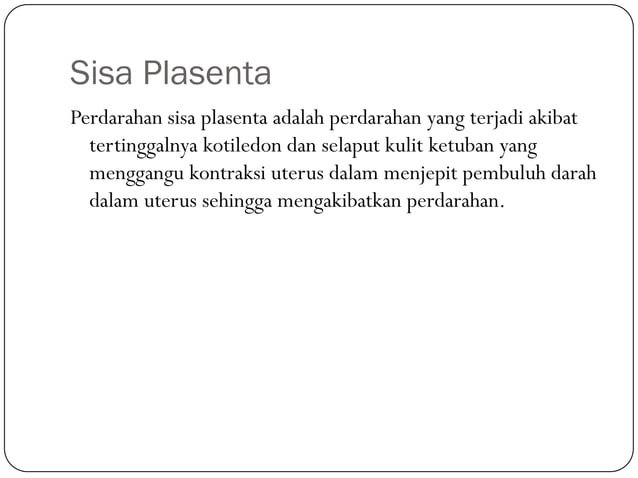 Sisa Plasenta
Perdarahan sisa plasenta adalah perdarahan yang terjadi akibat
tertinggalnya kotiledon dan selaput kulit ketuban yang
menggangu kontraksi uterus dalam menjepit pembuluh darah
dalam uterus sehingga mengakibatkan perdarahan.